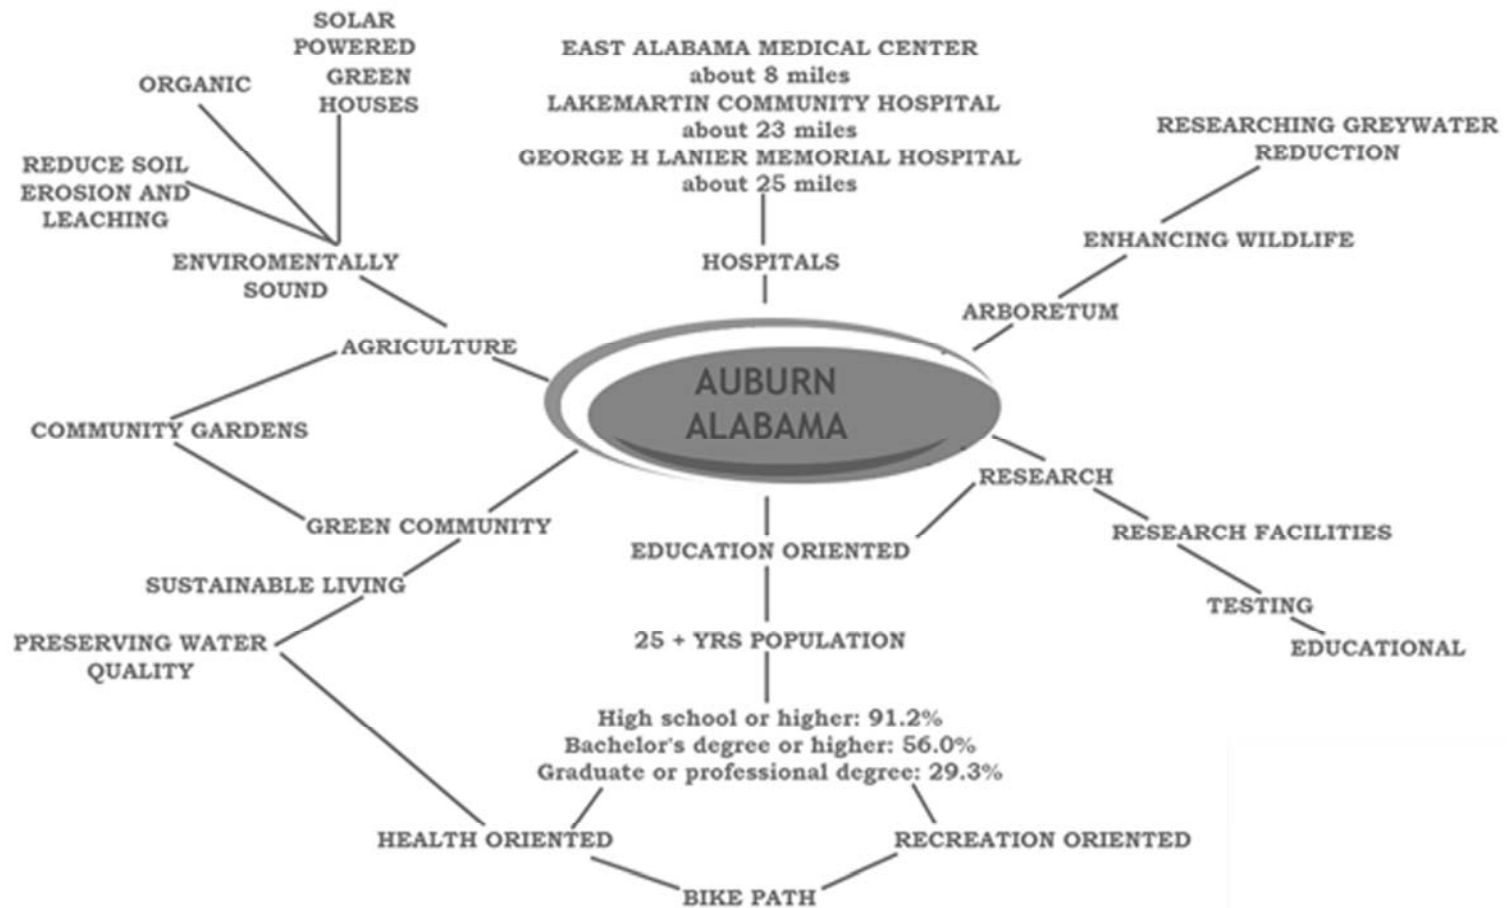 SOLAR
POWERED
GREEN
HOUSES
ORGANIC
REDUCE SOIL
EROSION AND
LEACHING
ENVIROMENTALLY
SOUND
AGRICULTURE
COMMUNITY GARDENS
GREEN COMMUNITY
SUSTAINABLE LIVING
PRESERVING WATER
QUALITY
EAST ALABAMA MEDICAL CENTER
about 8 miles
LAKEMARTIN COMMUNITY HOSPITAL
about 23 miles
GEORGE H LANIER MEMORIAL HOSPITAL
about 25 miles
HOSPITALS
AUBURN
ALABAMA
RESEARCHING GREYWATER
REDUCTION
ENHANCING WILDLIFE
ARBORETUM
RESEARCH
RESEARCH FACILITIES
TESTING
EDUCATIONAL
EDUCATION ORIENTED
25 + YRS POPULATION
High school or higher: 91.2%
Bachelor's degree or higher: 56.0%
Graduate or professional degree: 29.3%
HEALTH ORIENTED
RECREATION ORIENTED
BIKE PATH